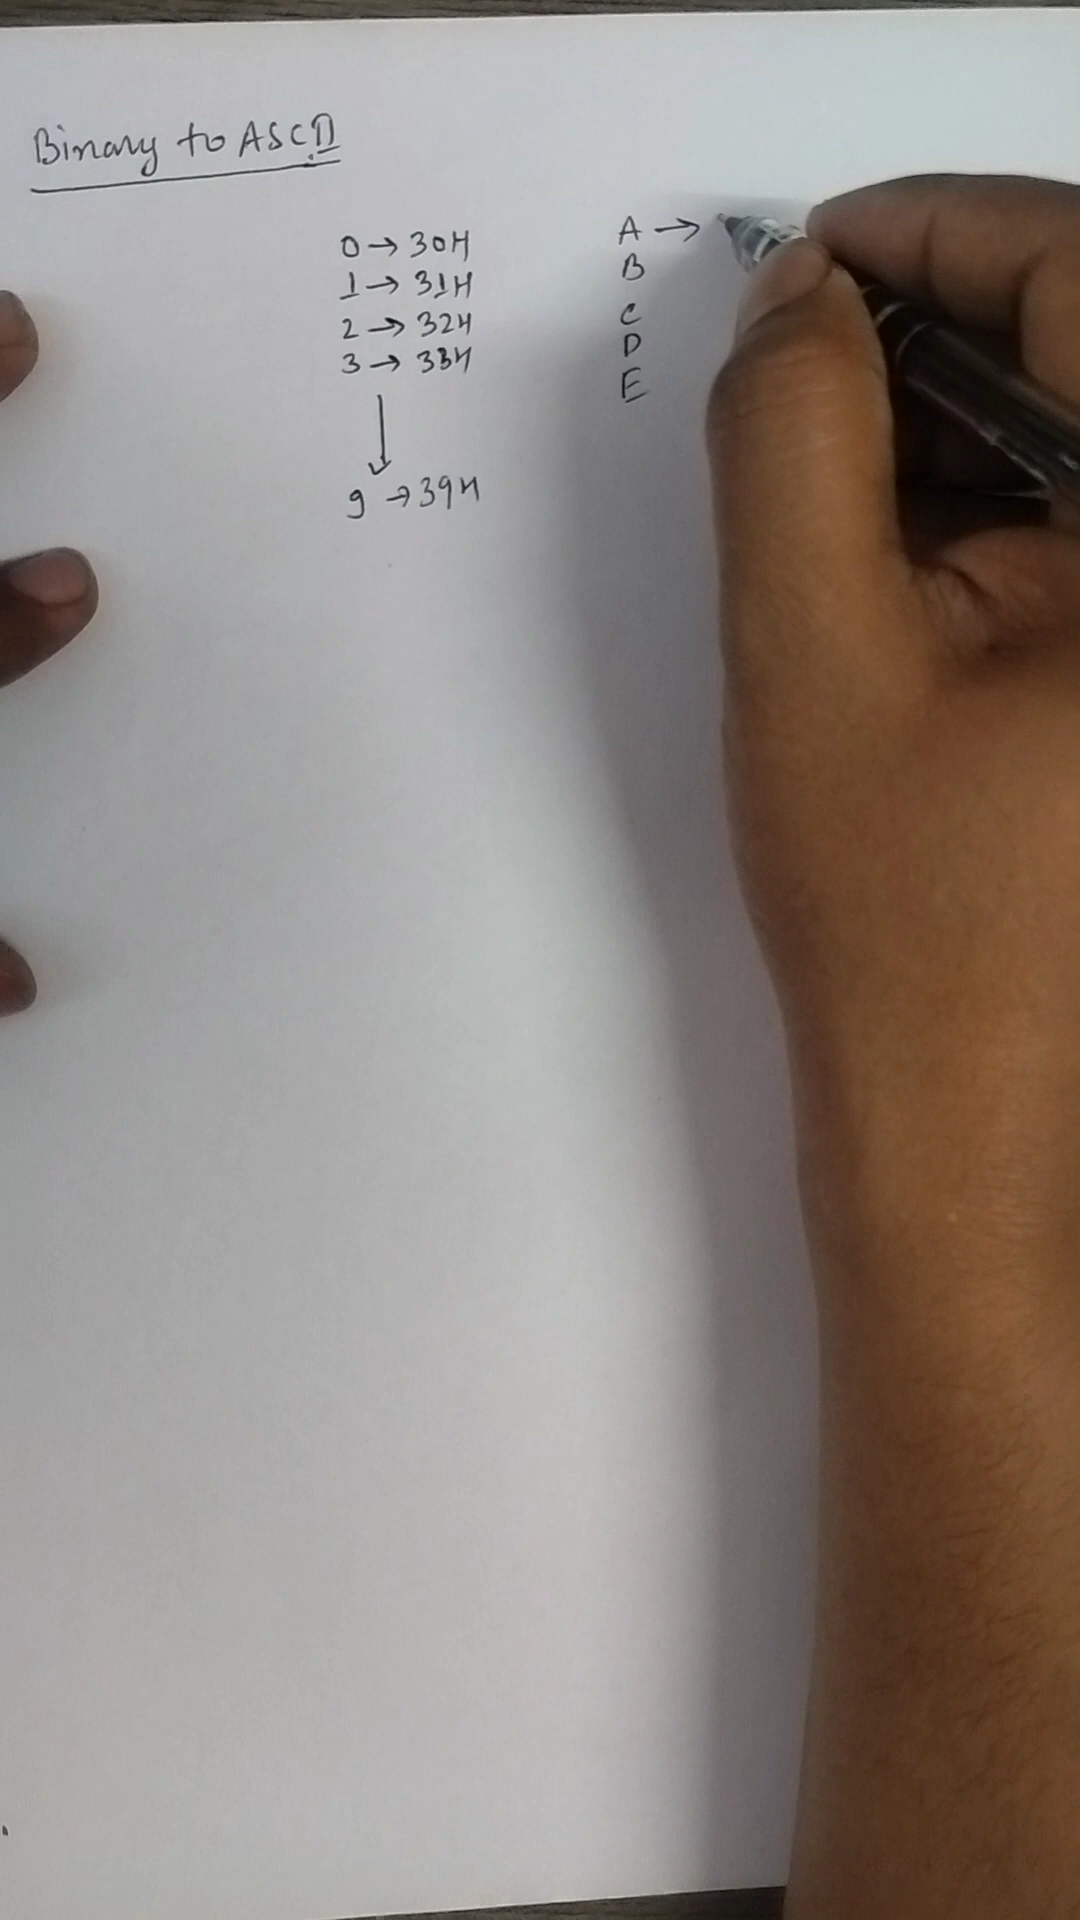 Binary to ASCII
0 → 30H
1 → 31H
2 → 32H
3 → 33H
↓
9 → 39H
A →
B
C
D
E